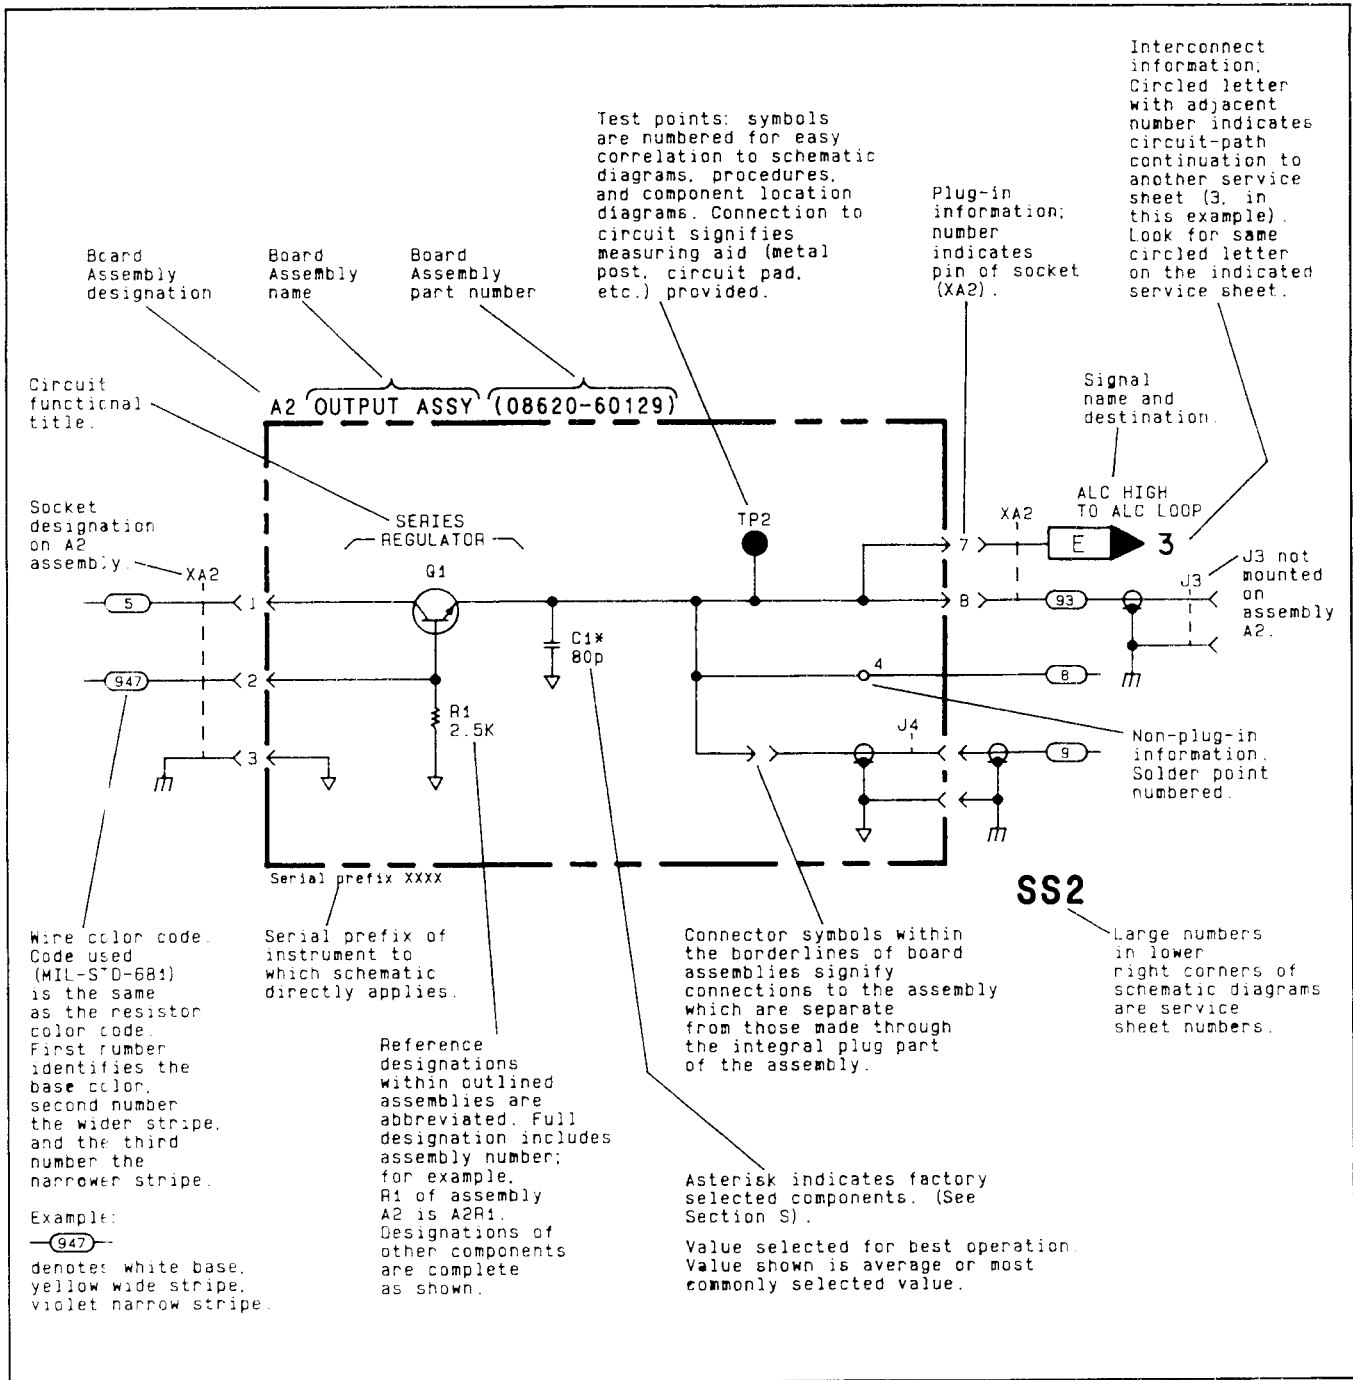 Interconnect
information;
Circled letter
with adjacent
number indicates
circuit-path
continuation to
another service
sheet (3, in
this example).
Look for same
circled letter
on the indicated
service sheet.
Test points: symbols
are numbered for easy
correlation to schematic
diagrams, procedures,
and component location
diagrams. Connection to
circuit signifies
measuring aid (metal
post, circuit pad,
etc.) provided.
Plug-in
information;
number
indicates
pin of socket
(XA2).
Board
Assembly
designation
Board
Assembly
name
Board
Assembly
part number
Circuit
functional
title.
A2 OUTPUT ASSY (08620-60129)
Signal
name and
destination.
Socket
designation
on A2
assembly.
SERIES
REGULATOR
TP2
XA2
ALC HIGH
TO ALC LOOP
7
E
3
J3 not
mounted
on
assembly
A2.
XA2
Q1
J3
5
1
8
93
C1*
80p
4
947
2
8
R1
2.5K
J4
3
9
Non-plug-in
information.
Solder point
numbered.
Serial prefix XXXX
SS2
Wire color code.
Code used
(MIL-STD-681)
is the same
as the resistor
color code.
First number
identifies the
base color,
second number
the wider stripe,
and the third
number the
narrower stripe.
Example:
947
denotes white base,
yellow wide stripe,
violet narrow stripe.
Serial prefix of
instrument to
which schematic
directly applies.
Reference
designations
within outlined
assemblies are
abbreviated. Full
designation includes
assembly number;
for example,
R1 of assembly
A2 is A2R1.
Designations of
other components
are complete
as shown.
Connector symbols within
the borderlines of board
assemblies signify
connections to the assembly
which are separate
from those made through
the integral plug part
of the assembly.
Large numbers
in lower
right corners of
schematic diagrams
are service
sheet numbers.
Asterisk indicates factory
selected components. (See
Section S).
Value selected for best operation.
Value shown is average or most
commonly selected value.